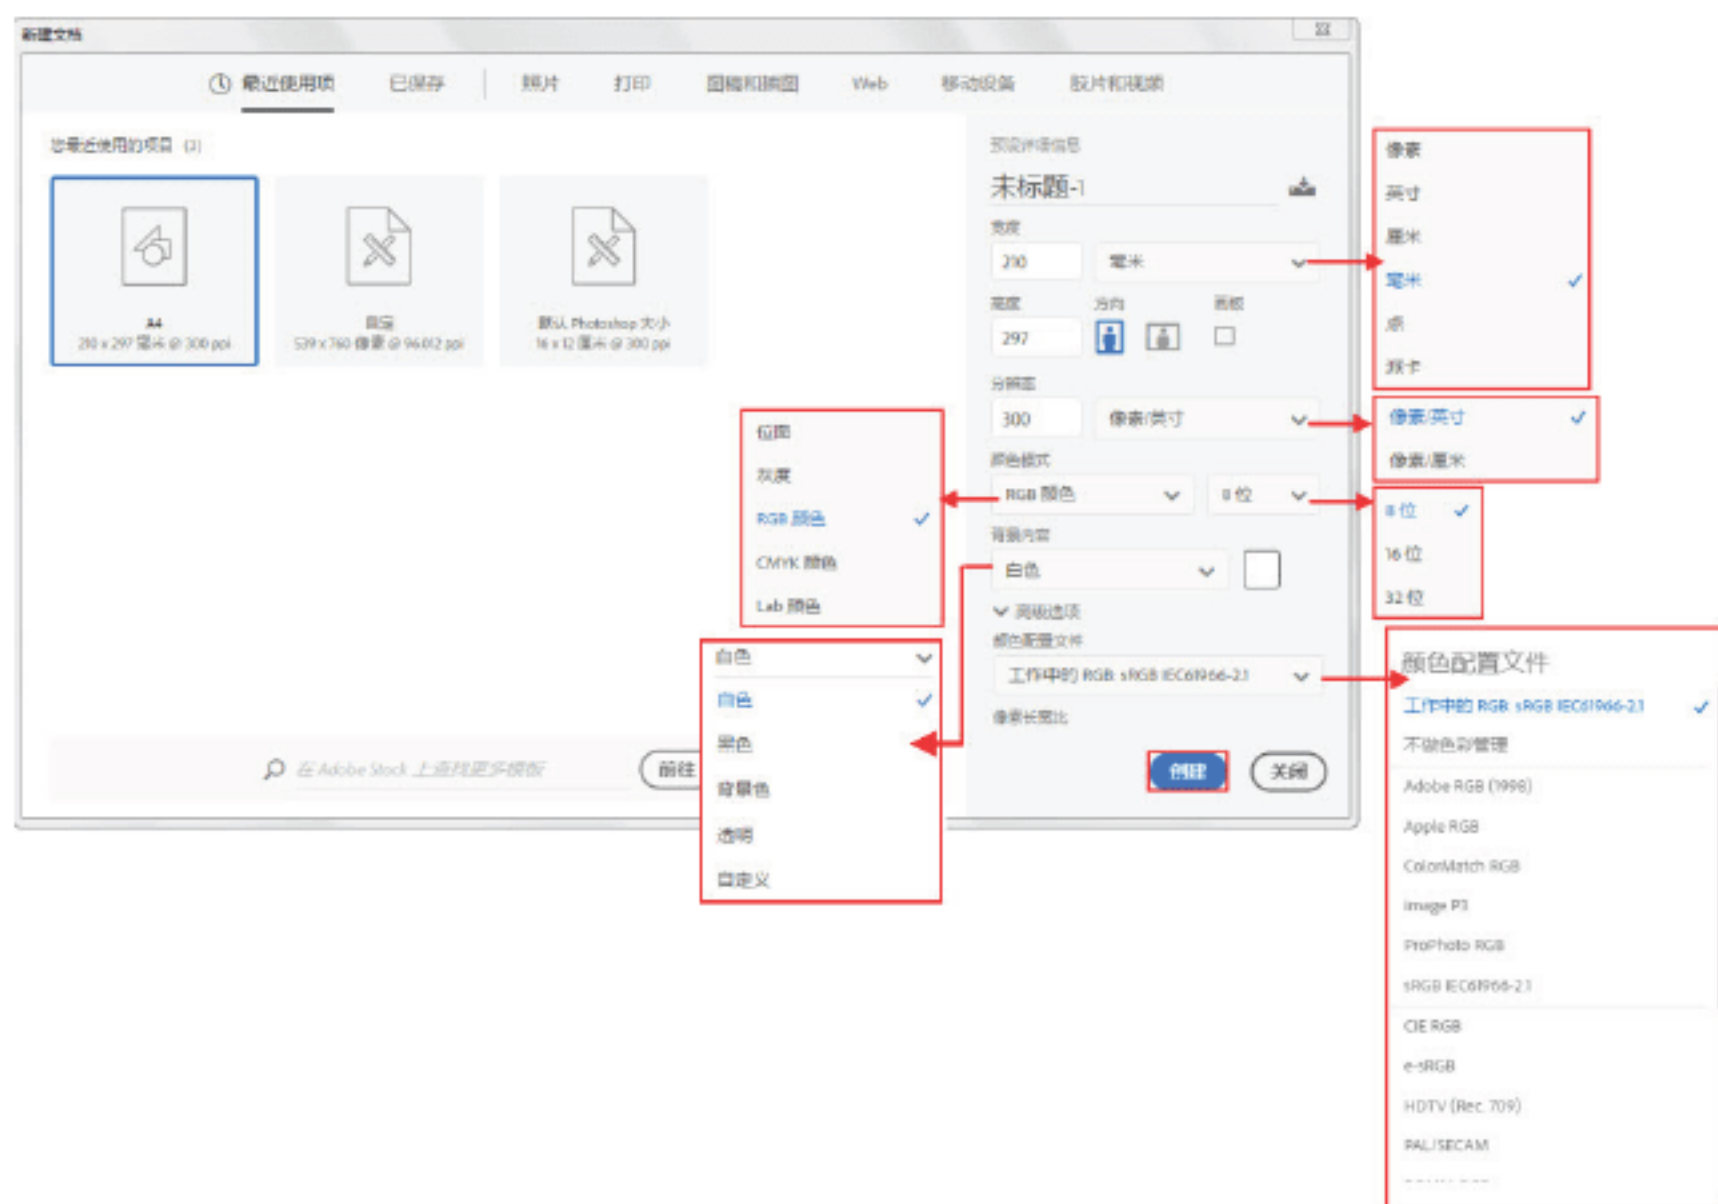 新建文档
最近使用项 已保存 照片 打印 图稿和插图 Web 移动设备 胶片和视频
您最近使用的项目 (3)
A4
210 x 297 毫米 @ 300 ppi
自定
539 x 760 像素 @ 96.012 ppi
默认 Photoshop 大小
16 x 12 厘米 @ 300 ppi
在 Adobe Stock 上查找更多模板
前往
预设详细信息
未标题-1
宽度
210 毫米
高度 方向 画板
297
分辨率
300 像素/英寸
颜色模式
RGB 颜色 8 位
背景内容
白色
高级选项
颜色配置文件
工作中的 RGB: sRGB IEC61966-2.1
像素长宽比
创建 关闭
像素
英寸
厘米
毫米
点
派卡
像素/英寸
像素/厘米
8 位
16 位
32 位
位图
灰度
RGB 颜色
CMYK 颜色
Lab 颜色
白色
白色
黑色
背景色
透明
自定义
颜色配置文件
工作中的 RGB: sRGB IEC61966-2.1
不做色彩管理
Adobe RGB (1998)
Apple RGB
ColorMatch RGB
image P3
ProPhoto RGB
sRGB IEC61966-2.1
CIE RGB
e-sRGB
HDTV (Rec. 709)
PAL/SECAM